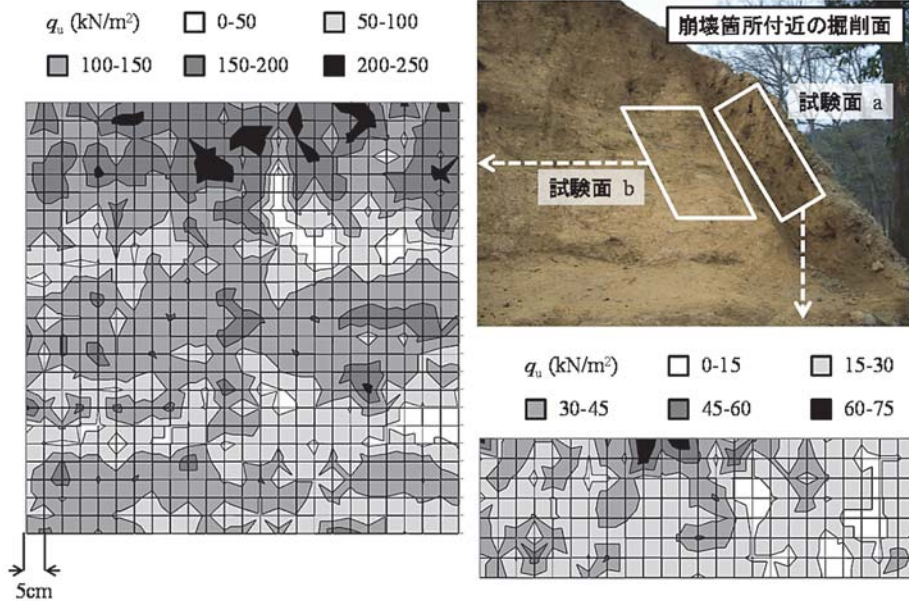 qu (kN/m²) 0-50 50-100
100-150 150-200 200-250
5cm
崩壊箇所付近の掘削面
試験面 a
試験面 b
qu (kN/m²) 0-15 15-30
30-45 45-60 60-75